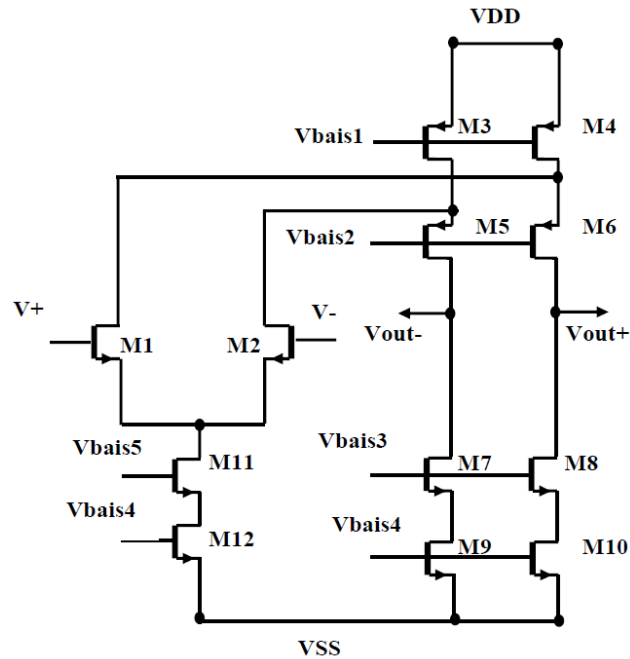 VDD
Vbais1
M3
M4
Vbais2
M5
M6
V+
M1
M2
V-
Vout-
Vout+
Vbais5
M11
Vbais3
M7
M8
Vbais4
M12
Vbais4
M9
M10
VSS